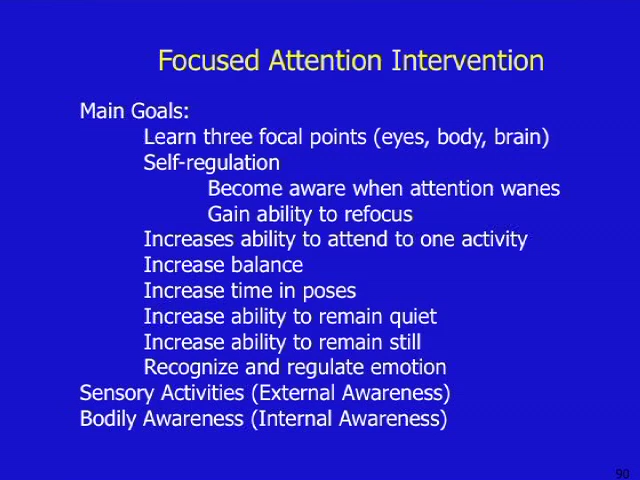 Focused Attention Intervention
Main Goals:
Learn three focal points (eyes, body, brain)
Self-regulation
Become aware when attention wanes
Gain ability to refocus
Increases ability to attend to one activity
Increase balance
Increase time in poses
Increase ability to remain quiet
Increase ability to remain still
Recognize and regulate emotion
Sensory Activities (External Awareness)
Bodily Awareness (Internal Awareness)
90